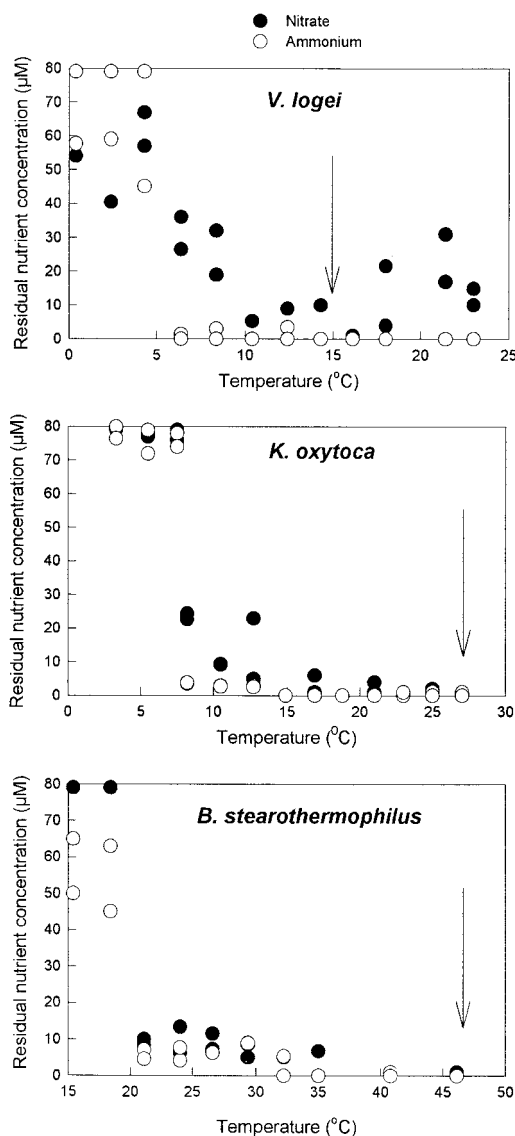 Nitrate
Ammonium
Residual nutrient concentration (µM)
80
70
60
50
40
30
20
10
0
V. logei
0 5 10 15 20 25
Temperature (°C)
Residual nutrient concentration (µM)
80
70
60
50
40
30
20
10
0
K. oxytoca
0 5 10 15 20 25 30
Temperature (°C)
Residual nutrient concentration (µM)
80
70
60
50
40
30
20
10
0
B. stearothermophilus
15 20 25 30 35 40 45 50
Temperature (°C)